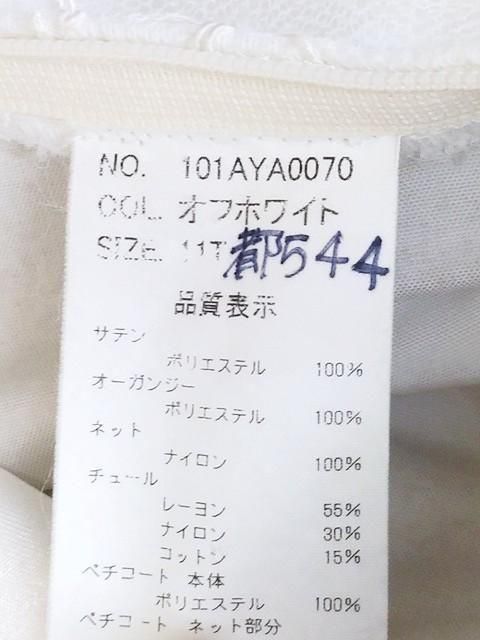 NO. 101AYA0070
COL. オフホワイト
SIZE. 11T 都544
品質表示
サテン
ポリエステル 100%
オーガンジー
ポリエステル 100%
ネット
ナイロン 100%
チュール
レーヨン 55%
ナイロン 30%
コットン 15%
ペチコート 本体
ポリエステル 100%
ペチコート ネット部分